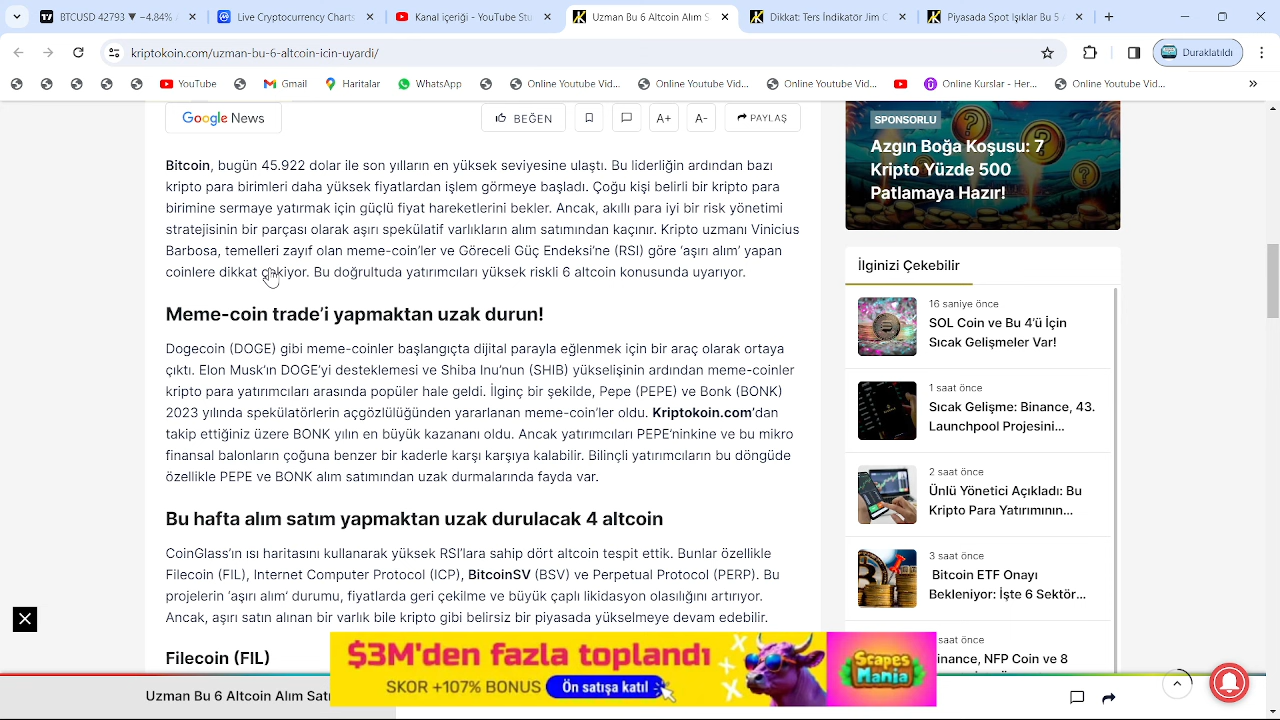 BTCUSD 42793 ▼ −4.84%
Live Cryptocurrency Charts
Kanal içeriği - YouTube Stu
Uzman Bu 6 Altcoin Alım S
Dikkat Ters İndikatör Jim C
Piyasada Spot Işıklar Bu 5
kriptokoin.com/uzman-bu-6-altcoin-icin-uyardi/
Duraklatıldı
YouTube
Gmail
Haritalar
WhatsApp
Online Youtube Vid...
Online Youtube Vid...
Online Youtube Vid...
Online Kurslar - Her...
Online Youtube Vid...
Google News
BEĞEN
A+
A-
PAYLAŞ
Bitcoin, bugün 45.922 dolar ile son yılların en yüksek seviyesine ulaştı. Bu liderliğin ardından bazı
kripto para birimleri daha yüksek fiyatlardan işlem görmeye başladı. Çoğu kişi belirli bir kripto para
birimine sermaye yatırmak için güçlü fiyat hareketlerini bekler. Ancak, akıllı para iyi bir risk yönetimi
stratejisinin bir parçası olarak aşırı spekülatif varlıkların alım satımından kaçınır. Kripto uzmanı Vinicius
Barbosa, temelleri zayıf olan meme-coin'ler ve Göreceli Güç Endeksi'ne (RSI) göre 'aşırı alım' yapan
coinlere dikkat çekiyor. Bu doğrultuda yatırımcıları yüksek riskli 6 altcoin konusunda uyarıyor.
Meme-coin trade'i yapmaktan uzak durun!
Dogecoin (DOGE) gibi meme-coinler başlangıçta dijital parayla eğlenmek için bir araç olarak ortaya
çıktı. Elon Musk'ın DOGE'yi desteklemesi ve Shiba Inu'nun (SHIB) yükselişinin ardından meme-coinler
kripto para yatırımcıları arasında popüler hale geldi. İlginç bir şekilde, Pepe (PEPE) ve Bonk (BONK)
2023 yılında spekülatörlerin açgözlülüğünden yararlanan meme-coin'ler oldu. Kriptokoin.com'dan
takip ettiğiniz üzere BONK yılın en büyük kazananı oldu. Ancak yatırımcıları PEPE'ninkine ve bu mikro
finansal balonların çoğuna benzer bir kaderle karşı karşıya kalabilir. Bilinçli yatırımcıların bu döngüde
özellikle PEPE ve BONK alım satımından uzak durmalarında fayda var.
Bu hafta alım satım yapmaktan uzak durulacak 4 altcoin
CoinGlass'ın ısı haritasını kullanarak yüksek RSI'lara sahip dört altcoin tespit ettik. Bunlar özellikle
Filecoin (FIL), Internet Computer Protocol (ICP), BitcoinSV (BSV) ve Perpetual Protocol (PERP). Bu
projelerin 'aşırı alım' durumu, fiyatlarda geri çekilme ve büyük çaplı likidasyon olasılığını artırıyor.
Ancak, aşırı satın alınan bir varlık bile kripto gibi belirsiz bir piyasada yükselmeye devam edebilir.
Filecoin (FIL)
SPONSORLU
Azgın Boğa Koşusu: 7
Kripto Yüzde 500
Patlamaya Hazır!
İlginizi Çekebilir
16 saniye önce
SOL Coin ve Bu 4'ü İçin
Sıcak Gelişmeler Var!
1 saat önce
Sıcak Gelişme: Binance, 43.
Launchpool Projesini...
2 saat önce
Ünlü Yönetici Açıkladı: Bu
Kripto Para Yatırımının...
3 saat önce
Bitcoin ETF Onayı
Bekleniyor: İşte 6 Sektör...
saat önce
inance, NFP Coin ve 8
$3M'den fazla toplandı
SKOR +107% BONUS
Ön satışa katıl
Scapes
Mania
Uzman Bu 6 Altcoin Alım Satı